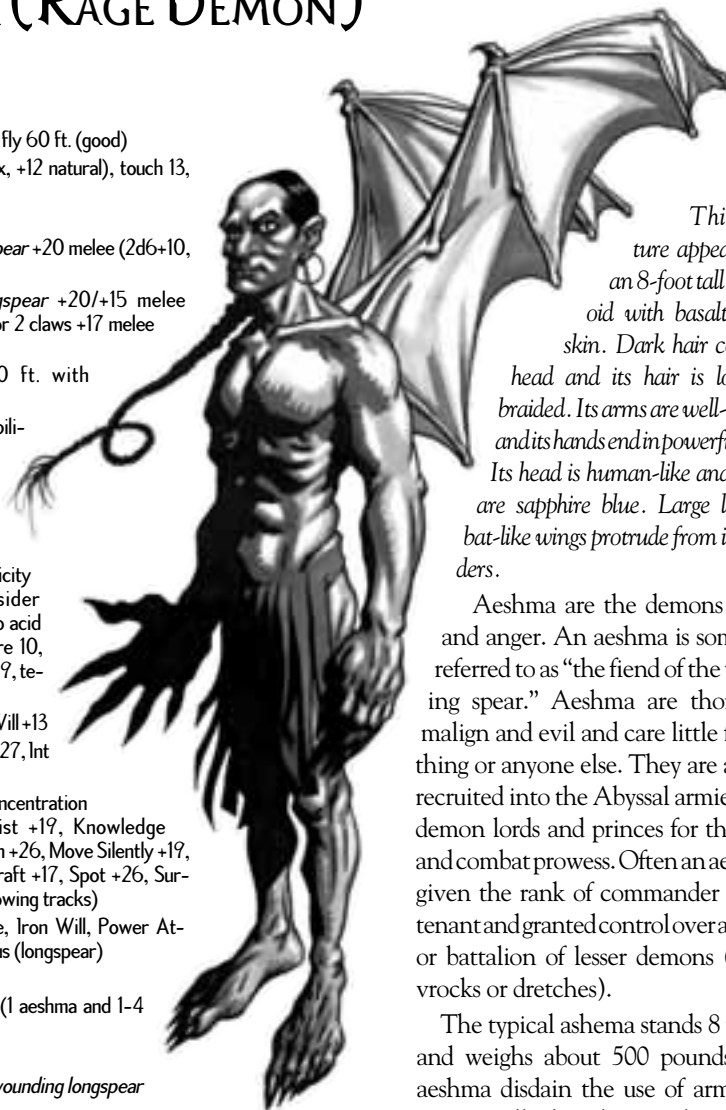 (RAGE DEMON)
fly 60 ft. (good)
x, +12 natural), touch 13,
pear +20 melee (2d6+10,
gspear +20/+15 melee
or 2 claws +17 melee
0 ft. with
bili-
icity
sider
o acid
re 10,
9, te-
Will +13
27, Int
ncentration
ist +19, Knowledge
n +26, Move Silently +19,
raft +17, Spot +26, Sur-
owing tracks)
e, Iron Will, Power At-
us (longspear)
(1 aeshma and 1-4
wounding longspear
Thi
ture appea
an 8-foot tall
oid with basalt
skin. Dark hair c
head and its hair is lo
braided. Its arms are well-
and its hands end in powerf
Its head is human-like and
are sapphire blue. Large l
bat-like wings protrude from i
ders.
Aeshma are the demons
and anger. An aeshma is som
referred to as “the fiend of the
ing spear.” Aeshma are thor
malign and evil and care little f
thing or anyone else. They are a
recruited into the Abyssal armie
demon lords and princes for th
and combat prowess. Often an ae
given the rank of commander
tenant and granted control over a
or battalion of lesser demons (
vrocks or dretches).
The typical ashema stands 8
and weighs about 500 pounds
aeshma disdain the use of arm